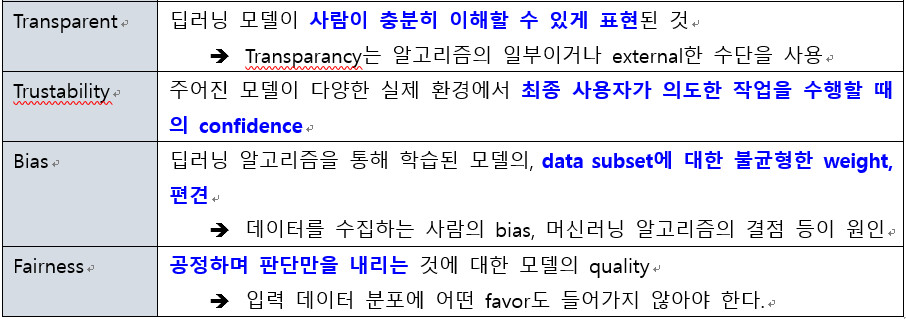 Transparent
딥러닝 모델이 사람이 충분히 이해할 수 있게 표현된 것
➔ Transparancy는 알고리즘의 일부이거나 external한 수단을 사용
Trustability
주어진 모델이 다양한 실제 환경에서 최종 사용자가 의도한 작업을 수행할 때
의 confidence
Bias
딥러닝 알고리즘을 통해 학습된 모델의, data subset에 대한 불균형한 weight,
편견
➔ 데이터를 수집하는 사람의 bias, 머신러닝 알고리즘의 결점 등이 원인
Fairness
공정하며 판단만을 내리는 것에 대한 모델의 quality
➔ 입력 데이터 분포에 어떤 favor도 들어가지 않아야 한다.